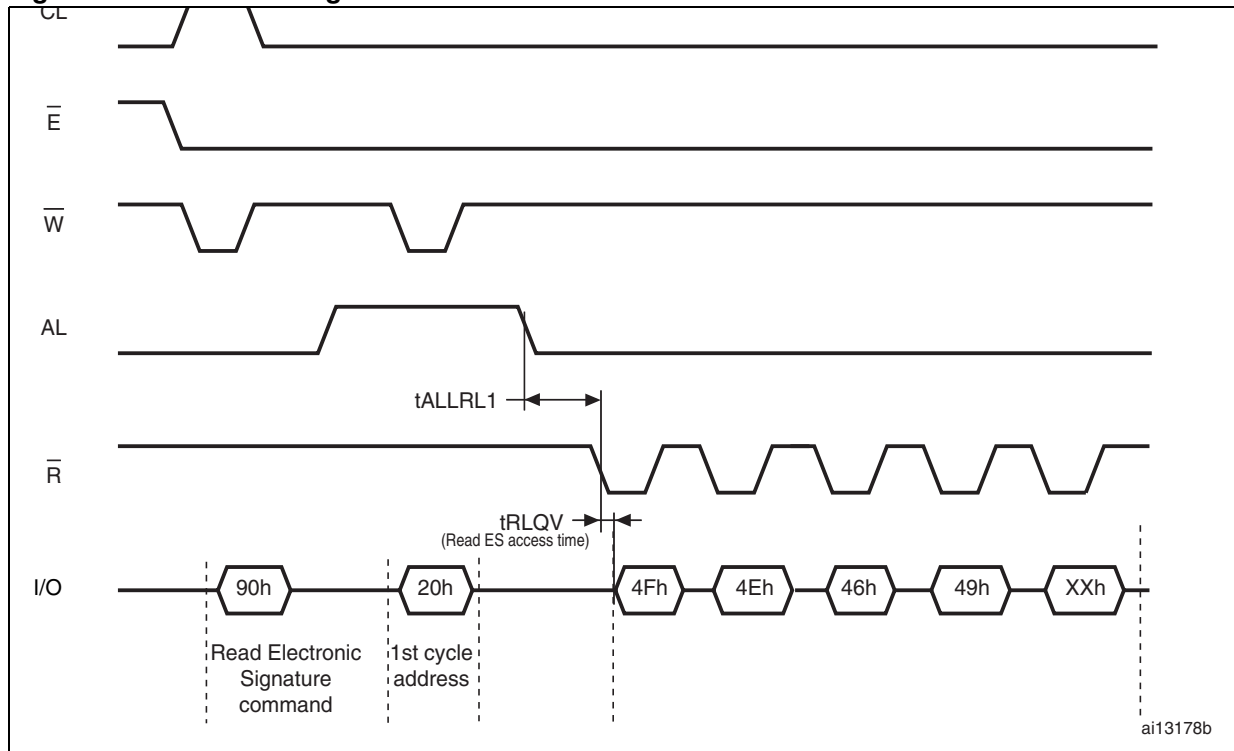 CL
E
W
AL
tALLRL1
R
tRLQV
(Read ES access time)
I/O
90h
20h
4Fh
4Eh
46h
49h
XXh
Read Electronic
Signature
command
1st cycle
address
ai13178b